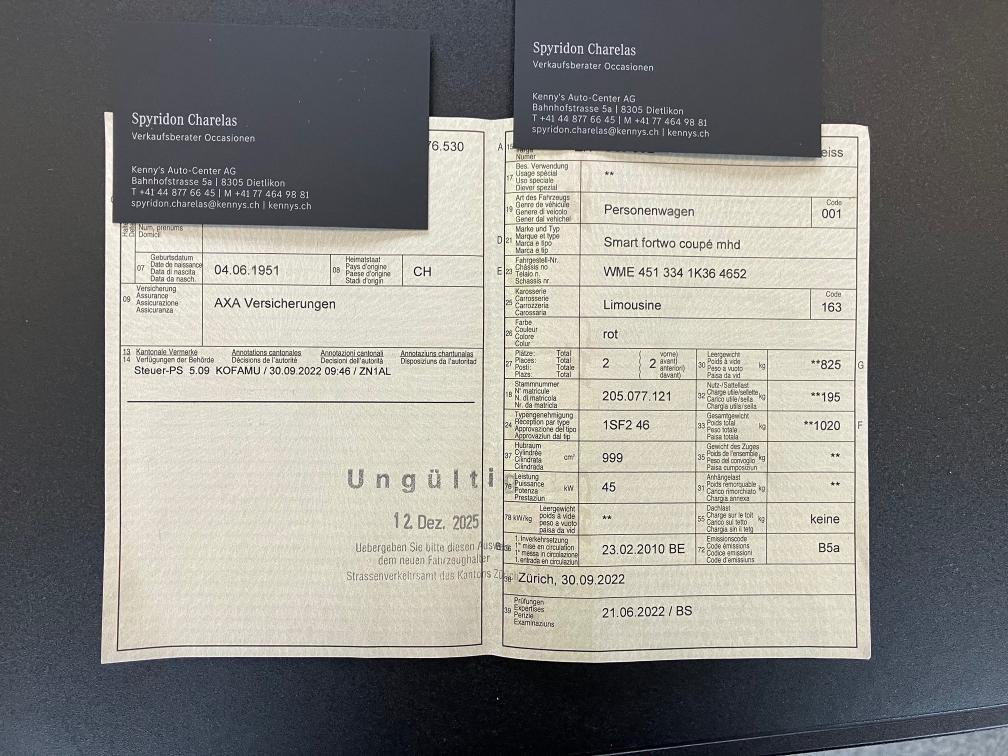 Spyridon Charelas
Verkaufsberater Occasionen
Kenny's Auto-Center AG
Bahnhofstrasse 5a | 8305 Dietlikon
T +41 44 877 66 45 | M +41 77 464 98 81
spyridon.charelas@kennys.ch | kennys.ch
Spyridon Charelas
Verkaufsberater Occasionen
Kenny's Auto-Center AG
Bahnhofstrasse 5a | 8305 Dietlikon
T +41 44 877 66 45 | M +41 77 464 98 81
spyridon.charelas@kennys.ch | kennys.ch
76.530
Num, prenums
Domicil
07 Geburtsdatum
Date de naissance
Data di nascita
Data da nasch.
04.06.1951
08 Heimatstaat
Pays d'origine
Paese d'origine
Stadi d'origin
CH
09 Versicherung
Assurance
Assicurazione
Assicuranza
AXA Versicherungen
13 Kantonale Vermerke Annotations cantonales Annotazioni cantonali Annotaziuns chantunalas
14 Verfügungen der Behörde Décisions de l'autorité Decisioni dell'autorità Disposiziuns da l'autoritad
Steuer-PS 5.09 KOFAMU / 30.09.2022 09:46 / ZN1AL
Ungülti
12. Dez. 2025
Uebergeben Sie bitte diesen Ausweis
dem neuen Fahrzeughalter
Strassenverkehrsamt des Kantons Zürich
A 15
Numer
eiss
17 Bes. Verwendung
Usage spécial
Uso speciale
Diever spezial
**
19 Art des Fahrzeugs
Genre de véhicule
Genere di veicolo
Gener dal vehichel
Personenwagen
Code
001
D 21 Marke und Typ
Marque et type
Marca e tipo
Marca e tip
Smart fortwo coupé mhd
E 23 Fahrgestell-Nr.
Châssis no
Telaio n.
Schassis nr.
WME 451 334 1K36 4652
25 Karosserie
Carrosserie
Carrozzeria
Carossaria
Limousine
Code
163
26 Farbe
Couleur
Colore
Colur
rot
27 Plätze: Total
Places: Total
Posti: Totale
Plazs: Total
2 ( 2 vorne)
avant)
anteriori)
davant)
30 Leergewicht
Poids à vide
Peso a vuoto
Paisa da vid
kg
**825 G
18 Stammnummer
N° matricule
N. di matricola
Nr. da matricla
205.077.121
32 Nutz-/Sattellast
Charge utile/sellette
Carico utile/sella
Chargia utila/sella
kg
**195
24 Typengenehmigung
Réception par type
Approvazione del tipo
Approvaziun dal tip
1SF2 46
33 Gesamtgewicht
Poids total
Peso totale
Paisa totala
kg
**1020 F
37 Hubraum
Cylindrée
Cilindrata
Cilindrada
cm³
999
35 Gewicht des Zuges
Poids de l'ensemble
Peso del convoglio
Paisa cumposiziun
kg
**
76 Leistung
Puissance
Potenza
Prestaziun
kW
45
31 Anhängelast
Poids remorquable
Carico rimorchiato
Chargia annexa
kg
**
78 kW/kg Leergewicht
poids à vide
peso a vuoto
paisa da vid
**
55 Dachlast
Charge sur le toit
Carico sul tetto
Chargia sin il tetg
kg
keine
36 1. Inverkehrsetzung
1re mise en circulation
1a messa in circolazione
1. entrada en circulaziun
23.02.2010 BE
72 Emissionscode
Code émissions
Codice emissioni
Code d'emissiuns
B5a
38 Zürich, 30.09.2022
39 Prüfungen
Expertises
Perizie
Examinaziuns
21.06.2022 / BS